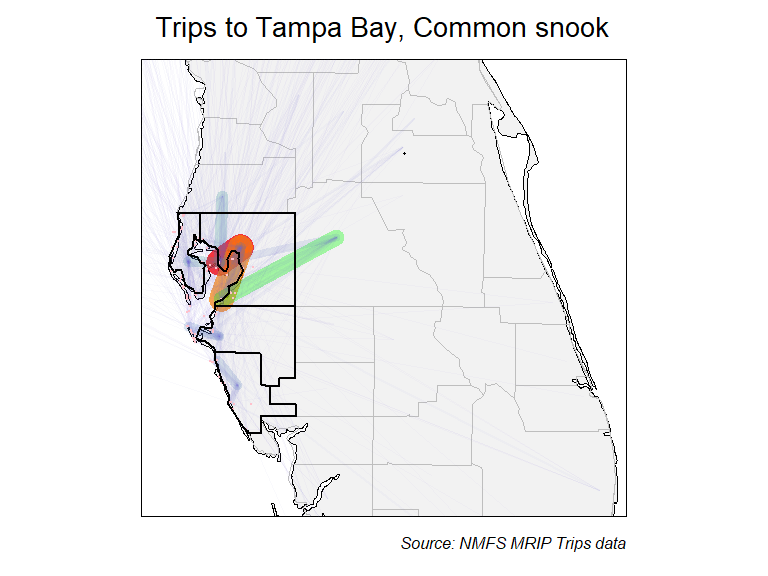 Trips to Tampa Bay, Common snook
Source: NMFS MRIP Trips data